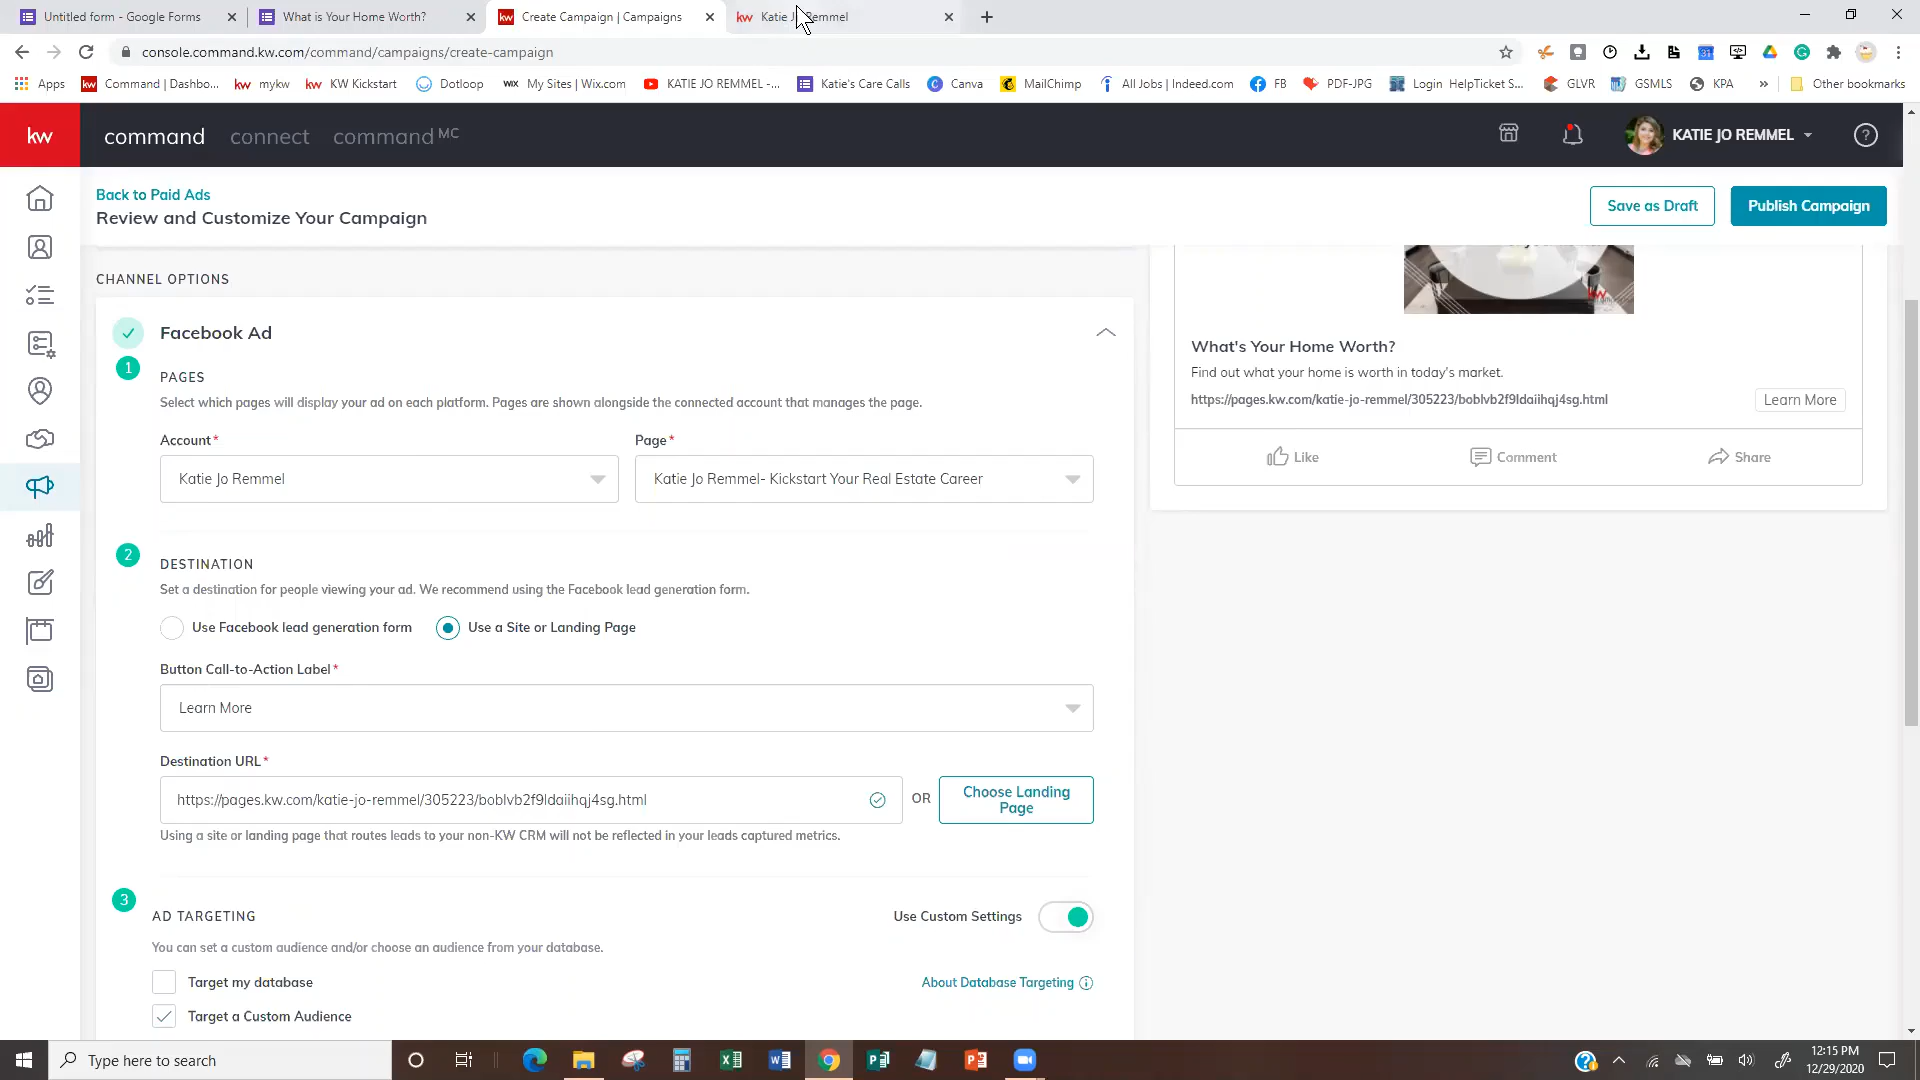 Untitled form - Google Forms
What is Your Home Worth?
kw Create Campaign | Campaigns
kw Katie Jo Remmel
console.command.kw.com/command/campaigns/create-campaign
Apps
kw Command | Dashbo...
kw mykw
kw KW Kickstart
Dotloop
WIX My Sites | Wix.com
KATIE JO REMMEL -...
Katie's Care Calls
Canva
MailChimp
All Jobs | Indeed.com
FB
PDF-JPG
Login HelpTicket S...
GLVR
GSMLS
KPA
»
Other bookmarks
kw
command
connect
command MC
KATIE JO REMMEL
?
Back to Paid Ads
Review and Customize Your Campaign
Save as Draft
Publish Campaign
CHANNEL OPTIONS
Facebook Ad
1
PAGES
Select which pages will display your ad on each platform. Pages are shown alongside the connected account that manages the page.
Account*
Page*
Katie Jo Remmel
Katie Jo Remmel- Kickstart Your Real Estate Career
2
DESTINATION
Set a destination for people viewing your ad. We recommend using the Facebook lead generation form.
Use Facebook lead generation form
Use a Site or Landing Page
Button Call-to-Action Label*
Learn More
Destination URL*
https://pages.kw.com/katie-jo-remmel/305223/boblvb2f9ldaiihqj4sg.html
OR
Choose Landing
Page
Using a site or landing page that routes leads to your non-KW CRM will not be reflected in your leads captured metrics.
3
AD TARGETING
Use Custom Settings
You can set a custom audience and/or choose an audience from your database.
Target my database
About Database Targeting
Target a Custom Audience
kw
What's Your Home Worth?
Find out what your home is worth in today's market.
https://pages.kw.com/katie-jo-remmel/305223/boblvb2f9ldaiihqj4sg.html
Learn More
Like
Comment
Share
Type here to search
12:15 PM
12/29/2020